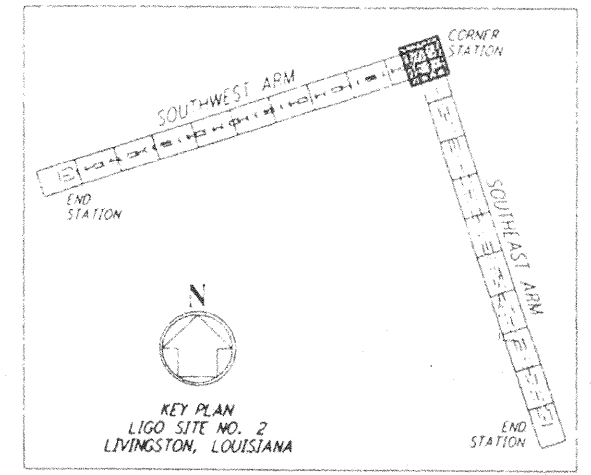 CORNER
STATION
SOUTHWEST ARM
END
STATION
SOUTHEAST ARM
N
KEY PLAN
LIGO SITE NO. 2
LIVINGSTON, LOUISIANA
END
STATION